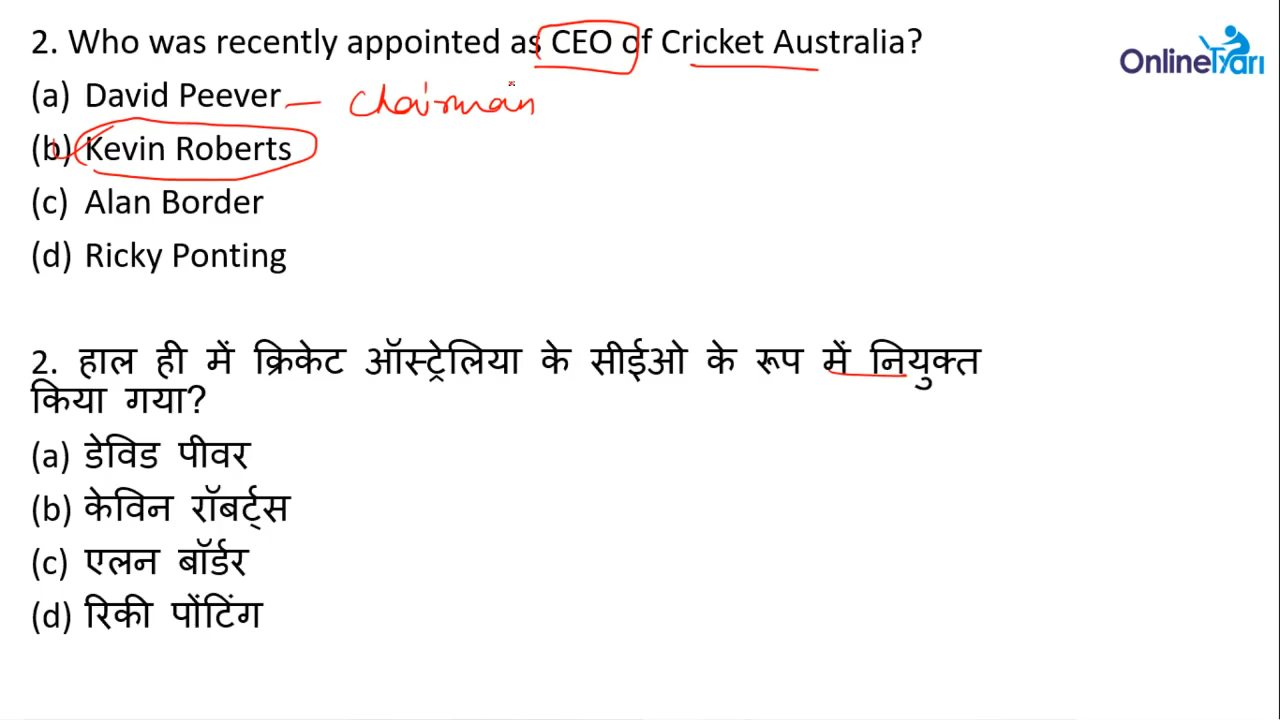 2. Who was recently appointed as CEO of Cricket Australia?
OnlineTyari
(a) David Peever — Chairman
(b) Kevin Roberts
(c) Alan Border
(d) Ricky Ponting
2. हाल ही में क्रिकेट ऑस्ट्रेलिया के सीईओ के रूप में नियुक्त
किया गया?
(a) डेविड पीवर
(b) केविन रॉबर्ट्स
(c) एलन बॉर्डर
(d) रिकी पोंटिंग